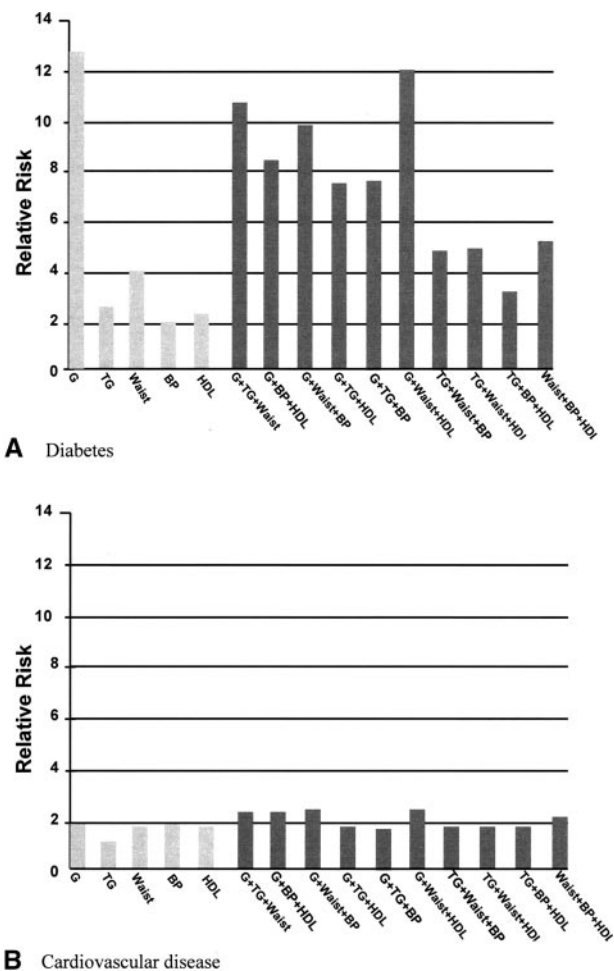 14
12
10
8
6
4
2
0
Relative Risk
G
TG
Waist
BP
HDL
G+TG+Waist
G+BP+HDL
G+Waist+BP
G+TG+HDL
G+TG+BP
G+Waist+HDL
TG+Waist+BP
TG+Waist+HDl
TG+BP+HDL
Waist+BP+HDl
A Diabetes
14
12
10
8
6
4
2
0
Relative Risk
G
TG
Waist
BP
HDL
G+TG+Waist
G+BP+HDL
G+Waist+BP
G+TG+HDL
G+TG+BP
G+Waist+HDL
TG+Waist+BP
TG+Waist+HDl
TG+BP+HDL
Waist+BP+HDl
B Cardiovascular disease